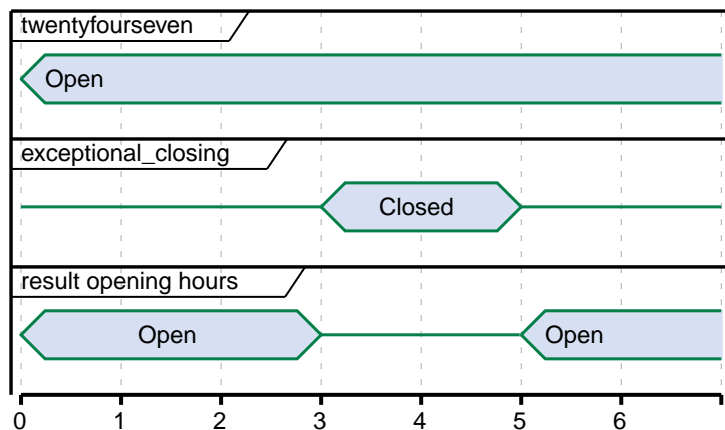 twentyfourseven
Open
exceptional_closing
Closed
result opening hours
Open Open
0 1 2 3 4 5 6